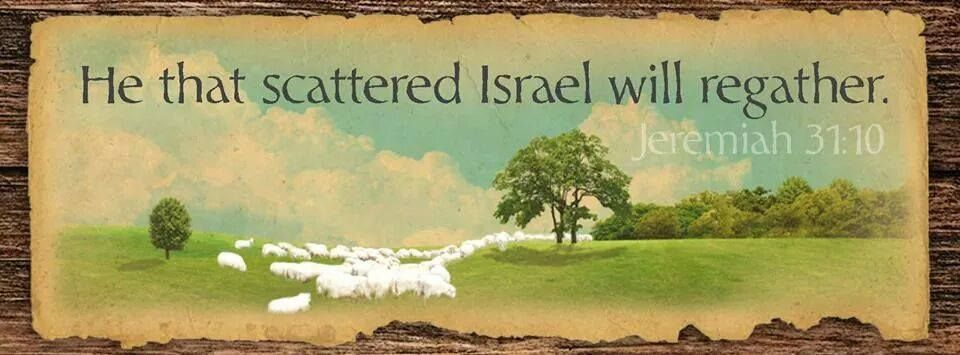 He that scattered Israel will regather.
Jeremiah 31:10